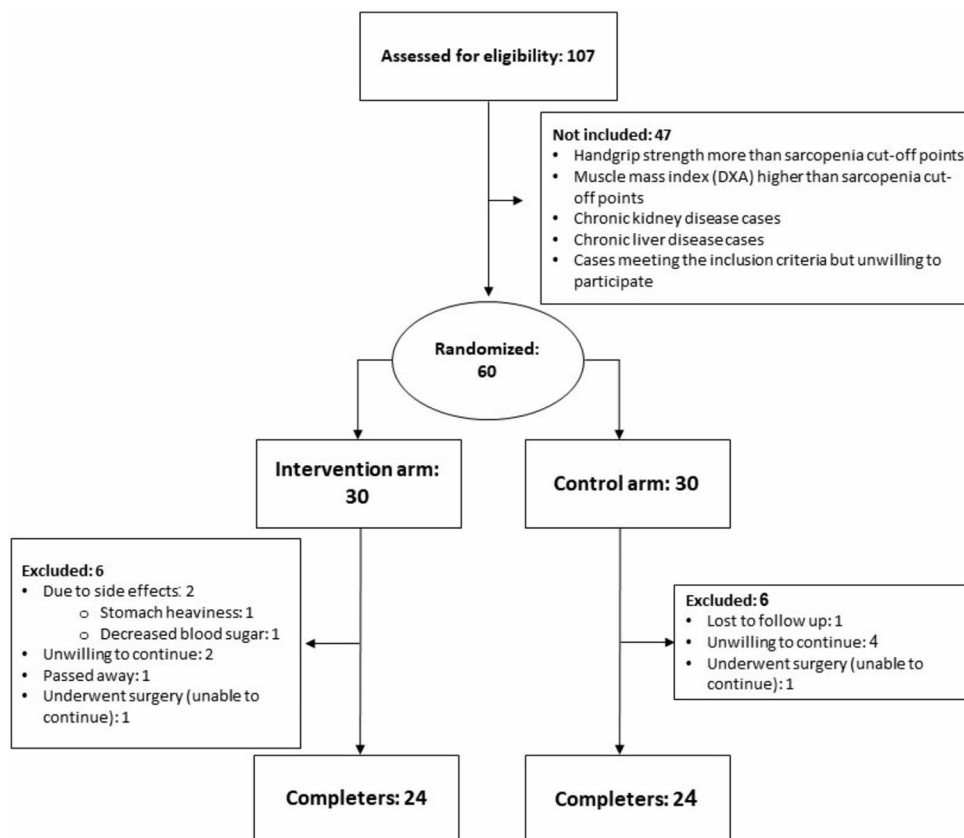 Assessed for eligibility: 107
Not included: 47
• Handgrip strength more than sarcopenia cut-off points
• Muscle mass index (DXA) higher than sarcopenia cut-
off points
• Chronic kidney disease cases
• Chronic liver disease cases
• Cases meeting the inclusion criteria but unwilling to
participate
Randomized:
60
Intervention arm:
30
Control arm: 30
Excluded: 6
• Due to side effects: 2
o Stomach heaviness: 1
o Decreased blood sugar: 1
• Unwilling to continue: 2
• Passed away: 1
• Underwent surgery (unable to
continue): 1
Excluded: 6
• Lost to follow up: 1
• Unwilling to continue: 4
• Underwent surgery (unable to
continue): 1
Completers: 24
Completers: 24